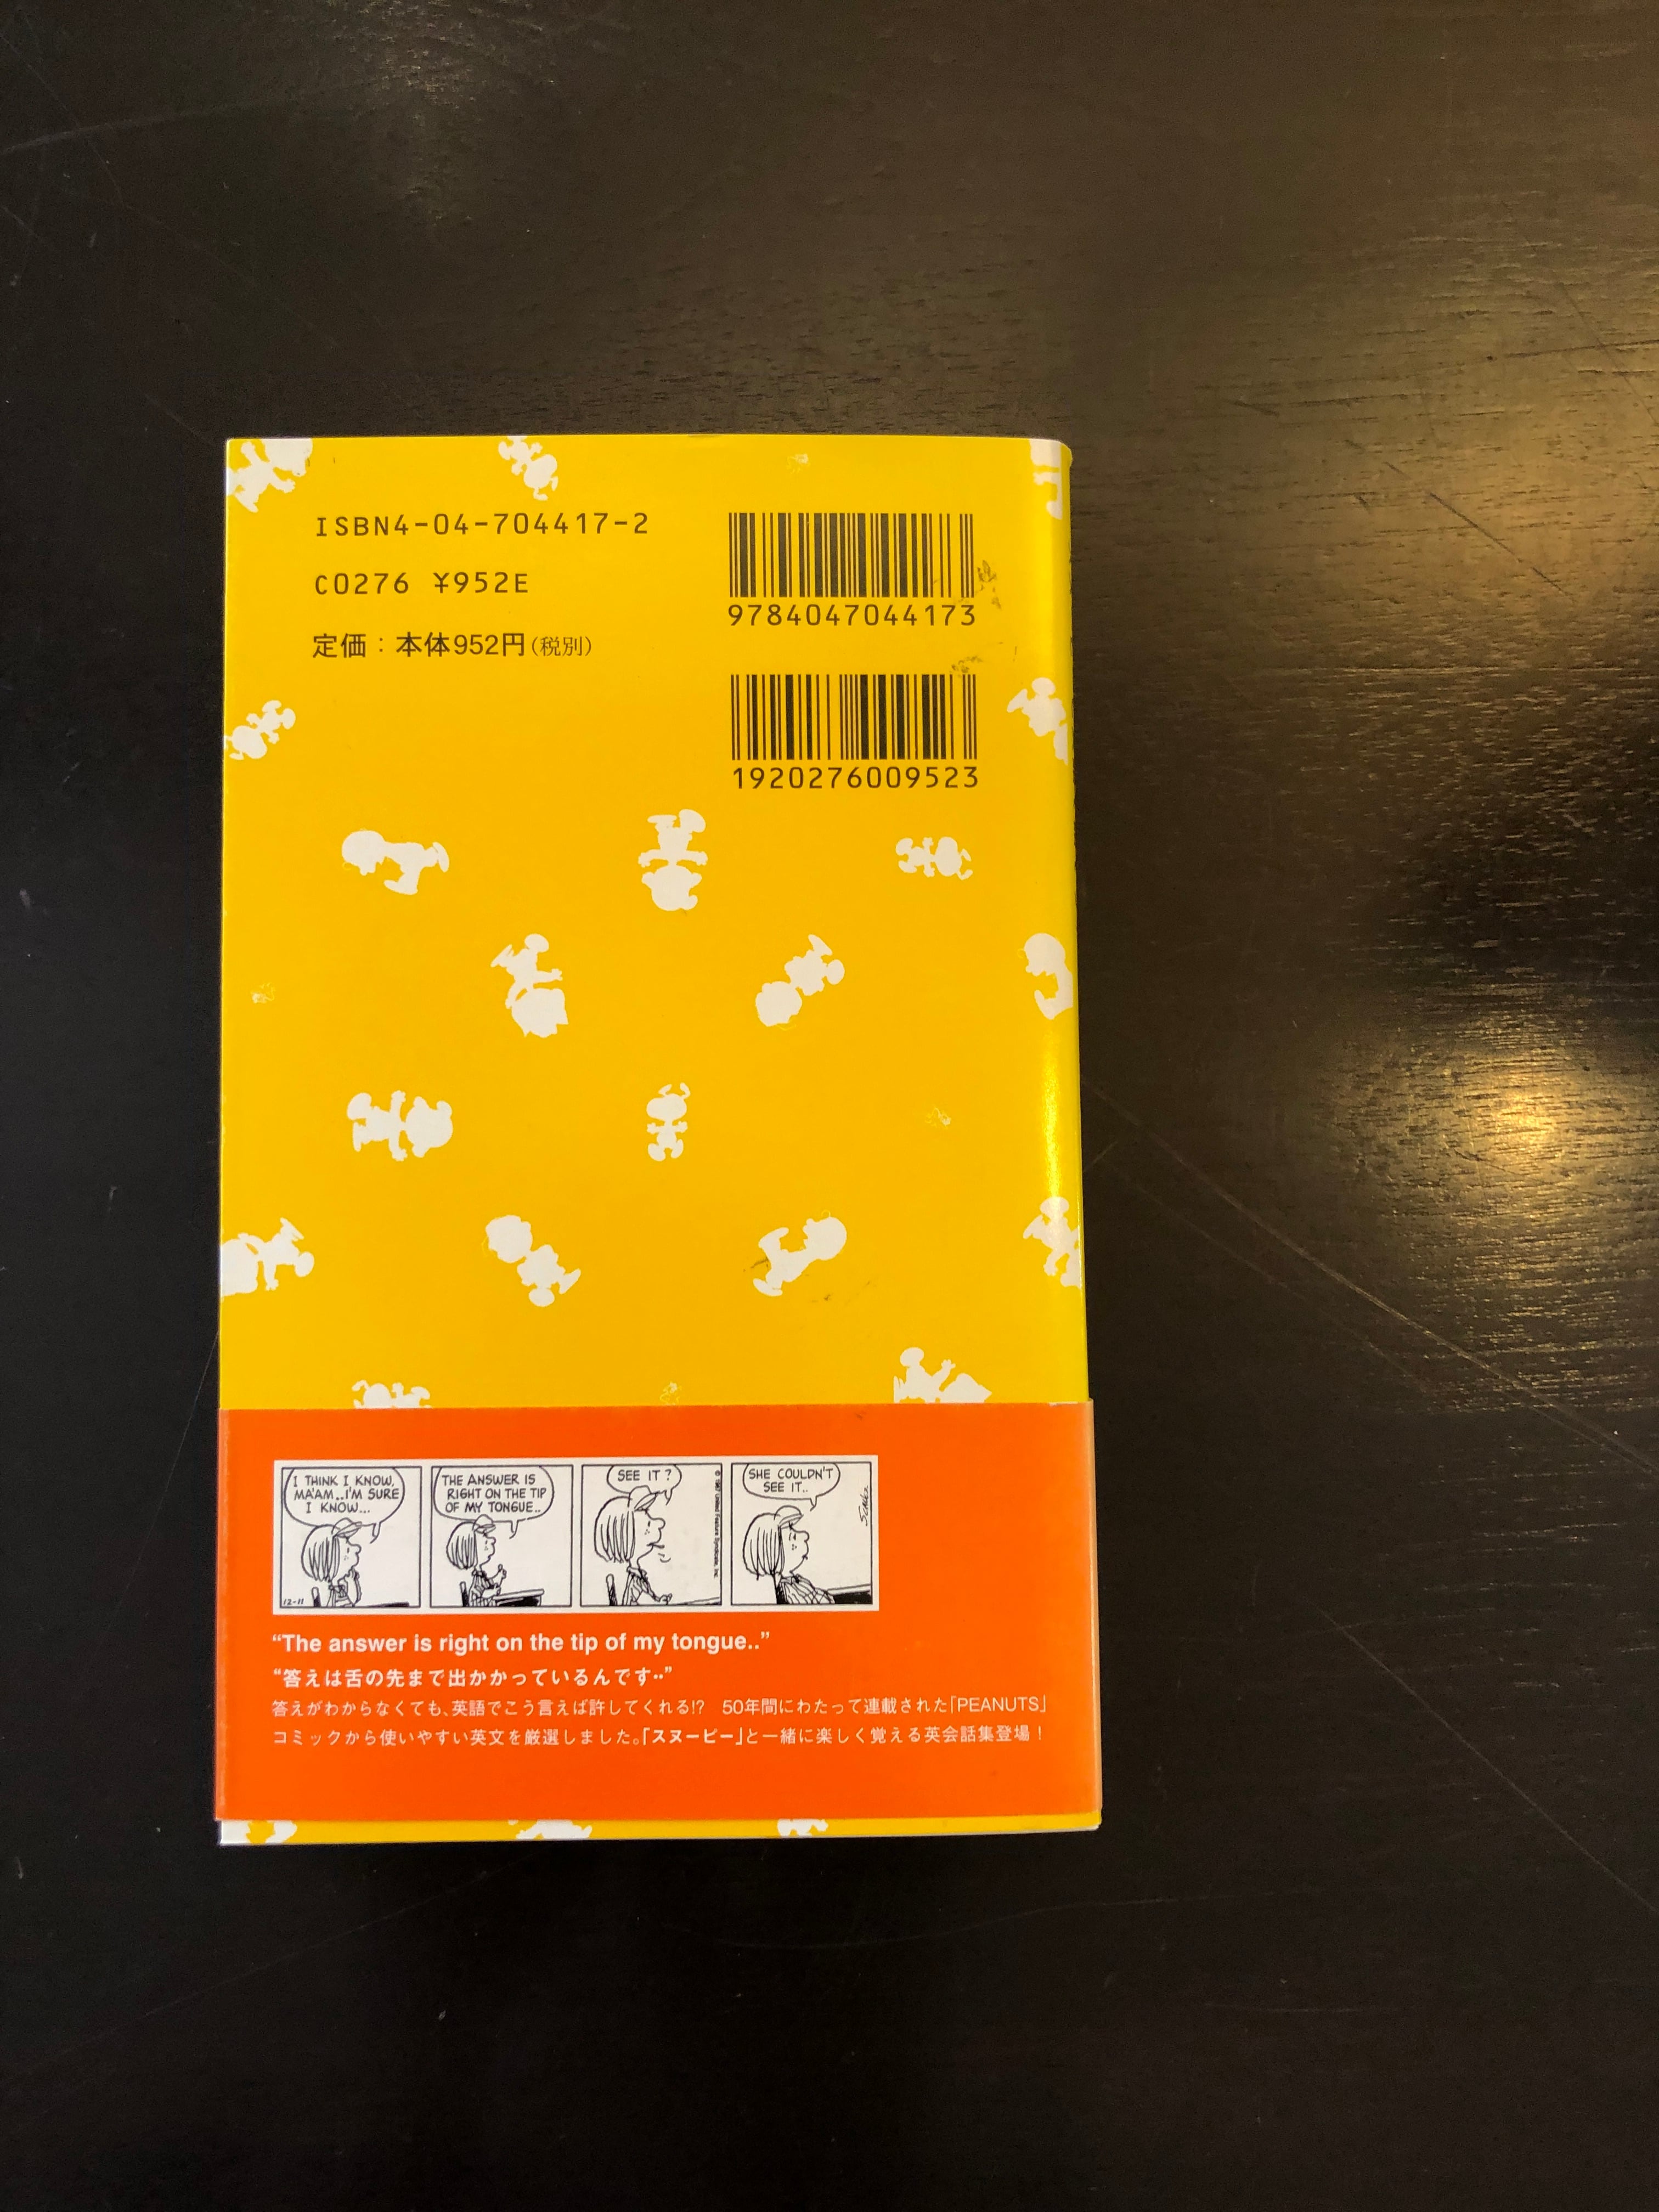 ISBN4-04-704417-2
C0276 ¥952E
定価：本体952円（税別）
9784047044173
1920276009523
I THINK I KNOW,
MA'AM..I'M SURE
I KNOW...
12-11
THE ANSWER IS
RIGHT ON THE TIP
OF MY TONGUE..
SEE IT?
© 1967 United Feature Syndicate, Inc.
SHE COULDN'T
SEE IT..
“The answer is right on the tip of my tongue..”
“答えは舌の先まで出かかっているんです··”
答えがわからなくても、英語でこう言えば許してくれる!?　50年間にわたって連載された「PEANUTS」
コミックから使いやすい英文を厳選しました。「スヌーピー」と一緒に楽しく覚える英会話集登場！